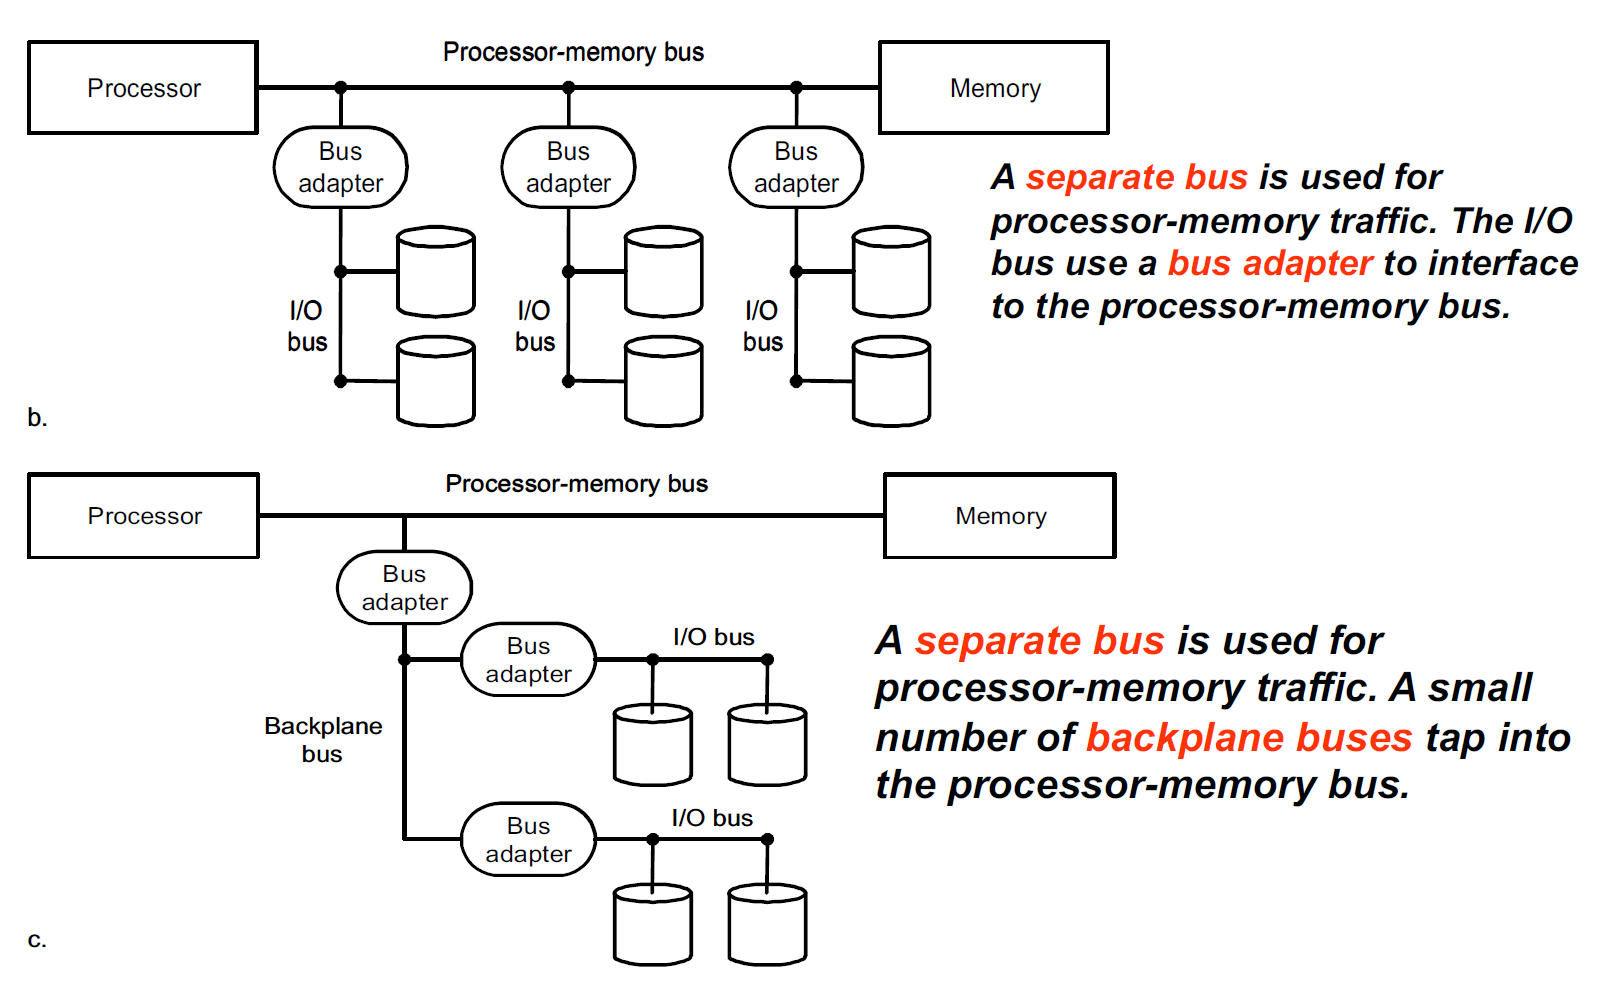 Processor-memory bus
Processor
Memory
Bus
adapter
Bus
adapter
Bus
adapter
I/O
bus
I/O
bus
I/O
bus
A separate bus is used for
processor-memory traffic. The I/O
bus use a bus adapter to interface
to the processor-memory bus.
b.
Processor-memory bus
Processor
Memory
Bus
adapter
Bus
adapter
I/O bus
Backplane
bus
Bus
adapter
I/O bus
A separate bus is used for
processor-memory traffic. A small
number of backplane buses tap into
the processor-memory bus.
c.